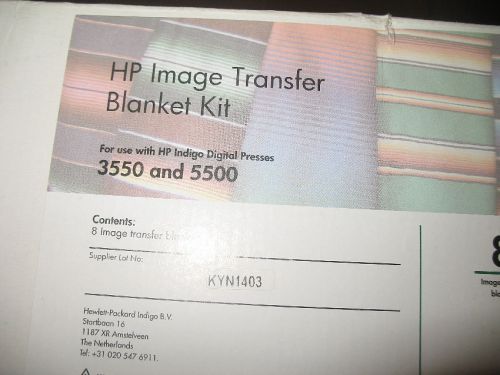 HP Image Transfer
Blanket Kit
For use with HP Indigo Digital Presses
3550 and 5500
Contents:
8 Image transfer
Supplier Lot No:
KYN1403
Hewlett-Packard Indigo B.V.
Startbaan 16
1187 XR Amstelveen
The Netherlands
Tel: +31 020 547 6911.
8
Image